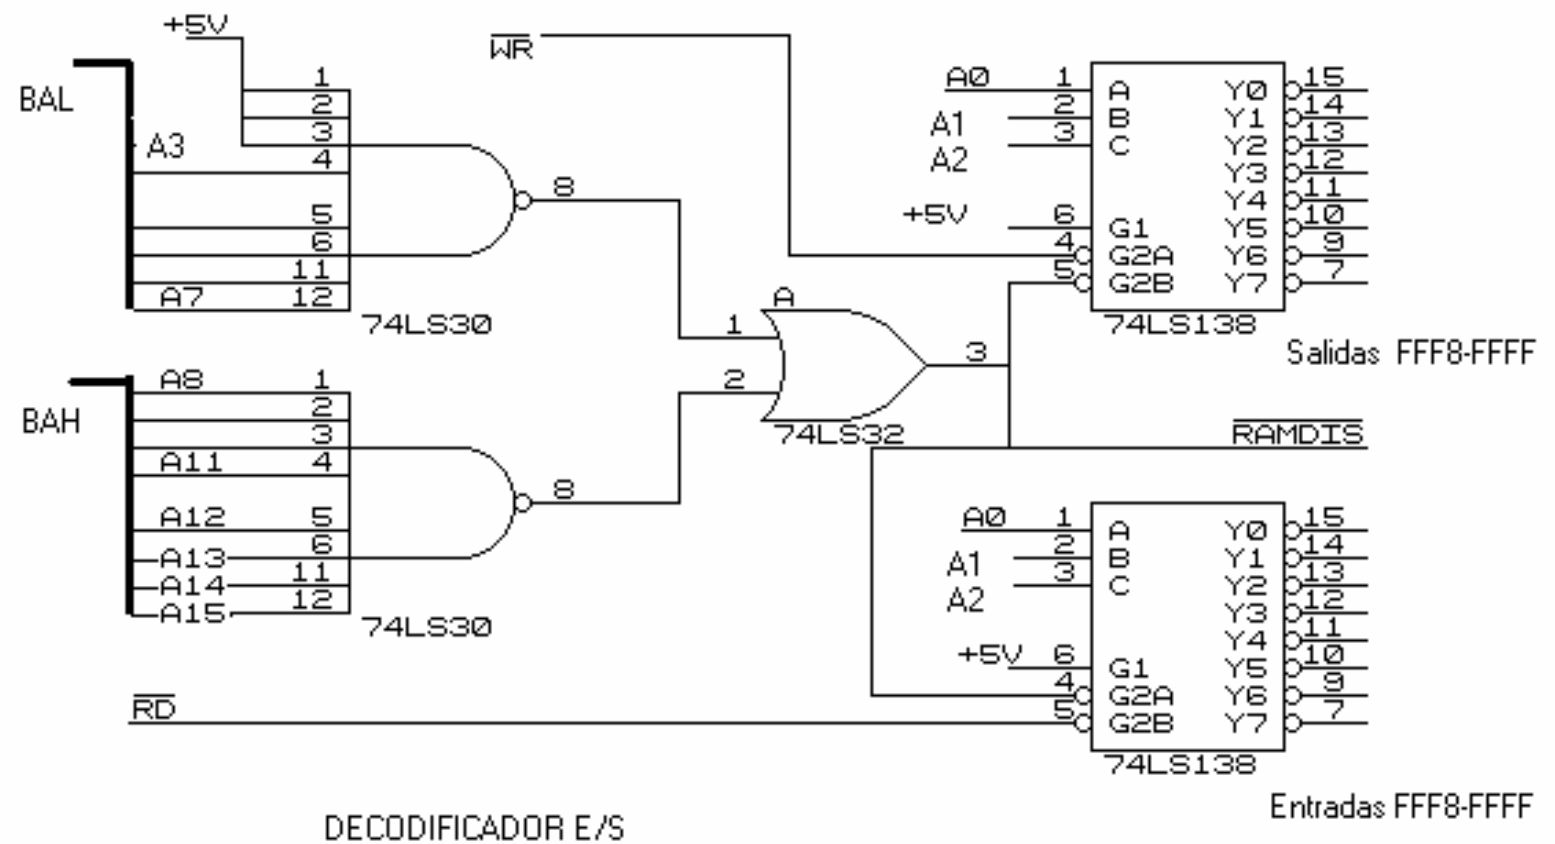 +5V
BAL
A3
1
2
3
4
5
6
11
12
A7
8
74LS30
BAH
A8
A11
A12
A13
A14
A15
1
2
3
4
5
6
11
12
8
74LS30
WR
A
1
2
3
74LS32
A0
A1
A2
+5V
1
2
3
6
4
5
A
B
C
G1
G2A
G2B
Y0 15
Y1 14
Y2 13
Y3 12
Y4 11
Y5 10
Y6 9
Y7 7
74LS138
Salidas FFF8-FFFF
RAMDIS
A0
A1
A2
+5V
1
2
3
6
4
5
A
B
C
G1
G2A
G2B
Y0 15
Y1 14
Y2 13
Y3 12
Y4 11
Y5 10
Y6 9
Y7 7
74LS138
RD
Entradas FFF8-FFFF
DECODIFICADOR E/S